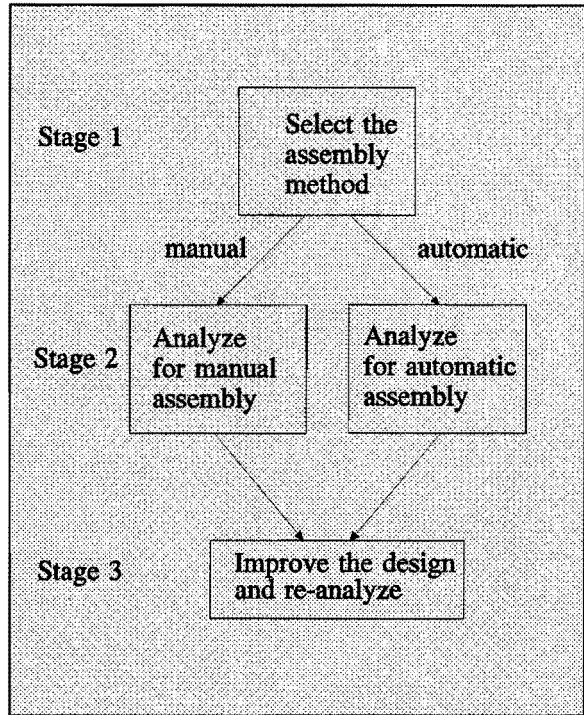 Stage 1
Select the
assembly
method
manual
automatic
Stage 2
Analyze
for manual
assembly
Analyze
for automatic
assembly
Stage 3
Improve the design
and re-analyze